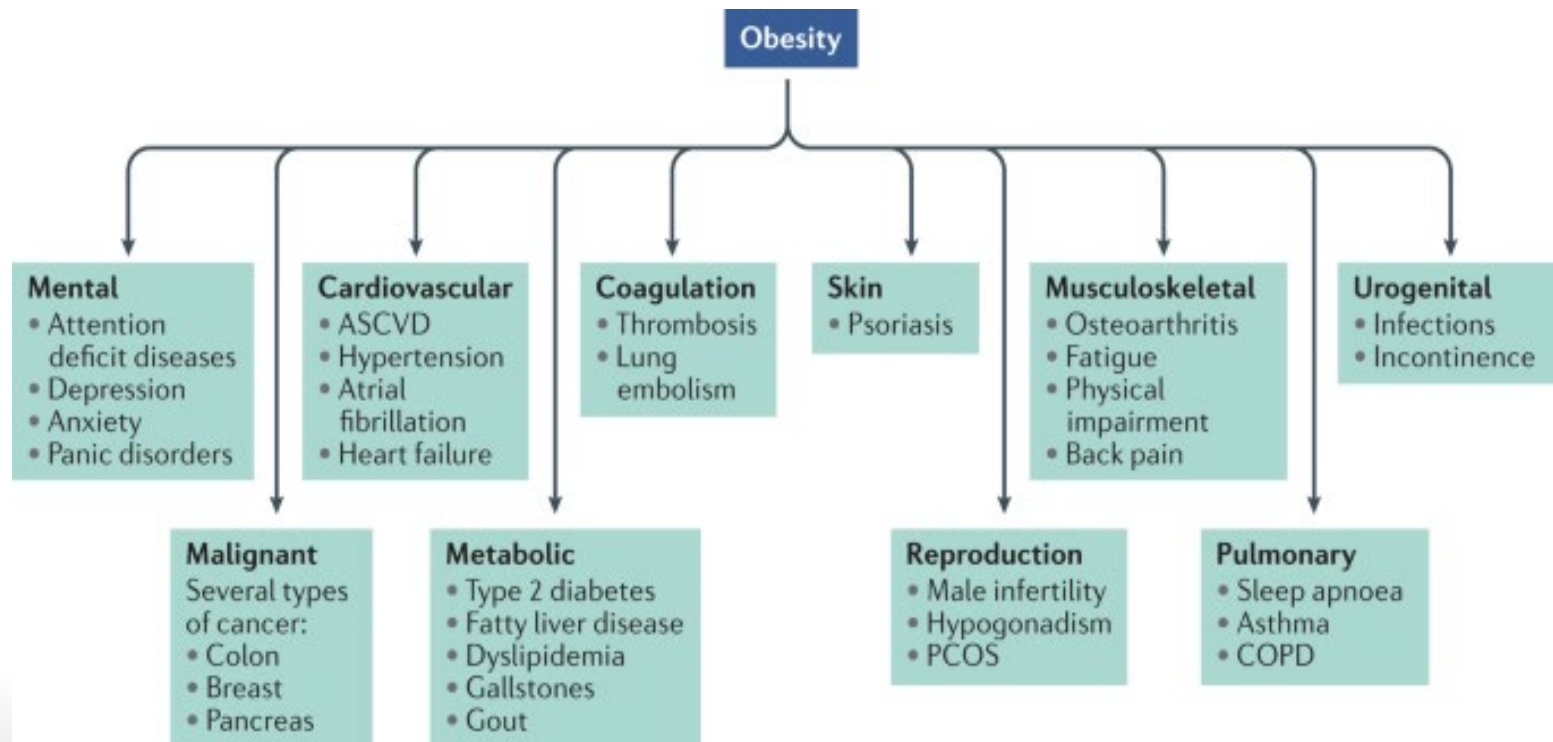 Obesity
Mental
• Attention
deficit diseases
• Depression
• Anxiety
• Panic disorders
Cardiovascular
• ASCVD
• Hypertension
• Atrial
fibrillation
• Heart failure
Coagulation
• Thrombosis
• Lung
embolism
Skin
• Psoriasis
Musculoskeletal
• Osteoarthritis
• Fatigue
• Physical
impairment
• Back pain
Urogenital
• Infections
• Incontinence
Malignant
Several types
of cancer:
• Colon
• Breast
• Pancreas
Metabolic
• Type 2 diabetes
• Fatty liver disease
• Dyslipidemia
• Gallstones
• Gout
Reproduction
• Male infertility
• Hypogonadism
• PCOS
Pulmonary
• Sleep apnoea
• Asthma
• COPD